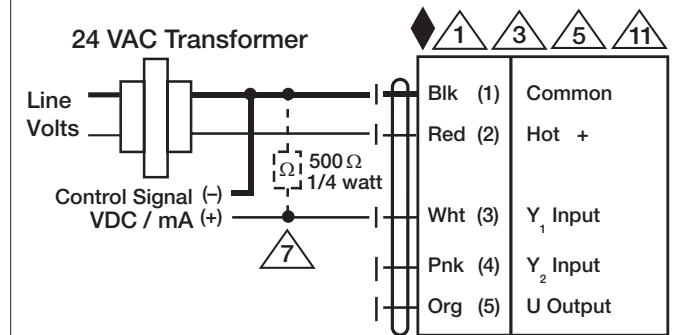 24 VAC Transformer
1 3 5 11
Line
Volts
Blk (1) Common
Red (2) Hot +
Ω 500 Ω
1/4 watt
Control Signal (–)
VDC / mA (+)
7
Wht (3) Y1 Input
Pnk (4) Y2 Input
Org (5) U Output